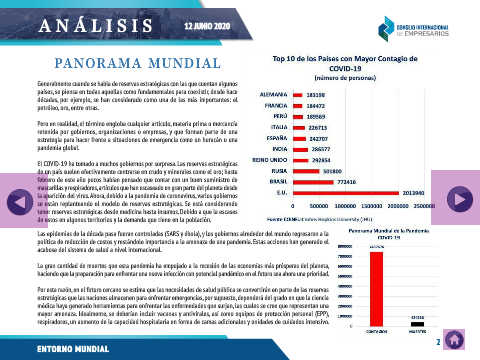 ANÁLISIS
12 JUNIO 2020
CONSEJO INTERNACIONAL
DE EMPRESARIOS
PANORAMA MUNDIAL
Generalmente cuando se habla de reservas estratégicas con las que cuentan algunos
países, se piensa en todas aquellas como fundamentales para coexistir, desde hace
décadas, por ejemplo, se han considerado como una de las más importantes: el
petróleo, oro, entre otras.
Pero en realidad, el término engloba cualquier artículo, materia prima o mercancía
retenida por gobiernos, organizaciones o empresas, y que forman parte de una
estrategia para hacer frente a situaciones de emergencia como un huracán o una
pandemia global.
El COVID-19 ha tomado a muchos gobiernos por sorpresa. Las reservas estratégicas
de un país suelen efectivamente centrarse en crudo y minerales como el oro; hasta
febrero de este año pocos habían pensado que contar con un buen suministro de
mascarillas y respiradores, artículos que han escaseado en gran parte del planeta desde
la aparición del virus. Ahora, debido a la pandemia de coronavirus, varios gobiernos
se están replanteando el modelo de reservas estratégicas. Se está considerando
tener reservas estratégicas desde medicina hasta insumos. Debido a que la escasez
de estos en algunos territorios y la demanda que tiene en la población.
Las epidemias de la década pasa fueron controladas (SARS y ébola), y los gobiernos alrededor del mundo regresaron a la
política de reducción de costos y restándole importancia a la amenaza de una pandemia. Estas acciones han generado el
acabose del sistema de salud a nivel internacional.
La gran cantidad de muertes que esta pandemia ha empujado a la recesión de las economías más prósperas del planeta,
haciendo que la preparación para enfrentar una nueva infección con potencial pandémico en el futuro sea ahora una prioridad.
Por esta razón, en el futuro cercano se estima que las necesidades de salud pública se conviertan en parte de las reservas
estratégicas que las naciones almacenen para enfrentar emergencias, por supuesto, dependerá del grado en que la ciencia
médica haya generado herramientas para enfrentar las enfermedades que surjan, las cuales se cree que representan una
mayor amenaza. Idealmente, se deberían incluir vacunas y antivirales, así como equipos de protección personal (EPP),
respiradores, un aumento de la capacidad hospitalaria en forma de camas adicionales y unidades de cuidados intensivo.
Top 10 de los Países con Mayor Contagio de
COVID-19
(número de personas)
ALEMANIA 185198
FRANCIA 184472
PERÚ 189569
ITALIA 226713
ESPAÑA 242707
INDIA 286577
REINO UNIDO 292854
RUSIA 501800
BRASIL 772416
E.U. 2013940
0 500000 1000000 1500000 2000000 2500000
Panorama Mundial de la Pandemia
COVID-19
8000000
7000000
6000000
5000000
4000000
3000000
2000000
1000000
0
CONTAGIOS MUERTES
ENTORNO MUNDIAL
2